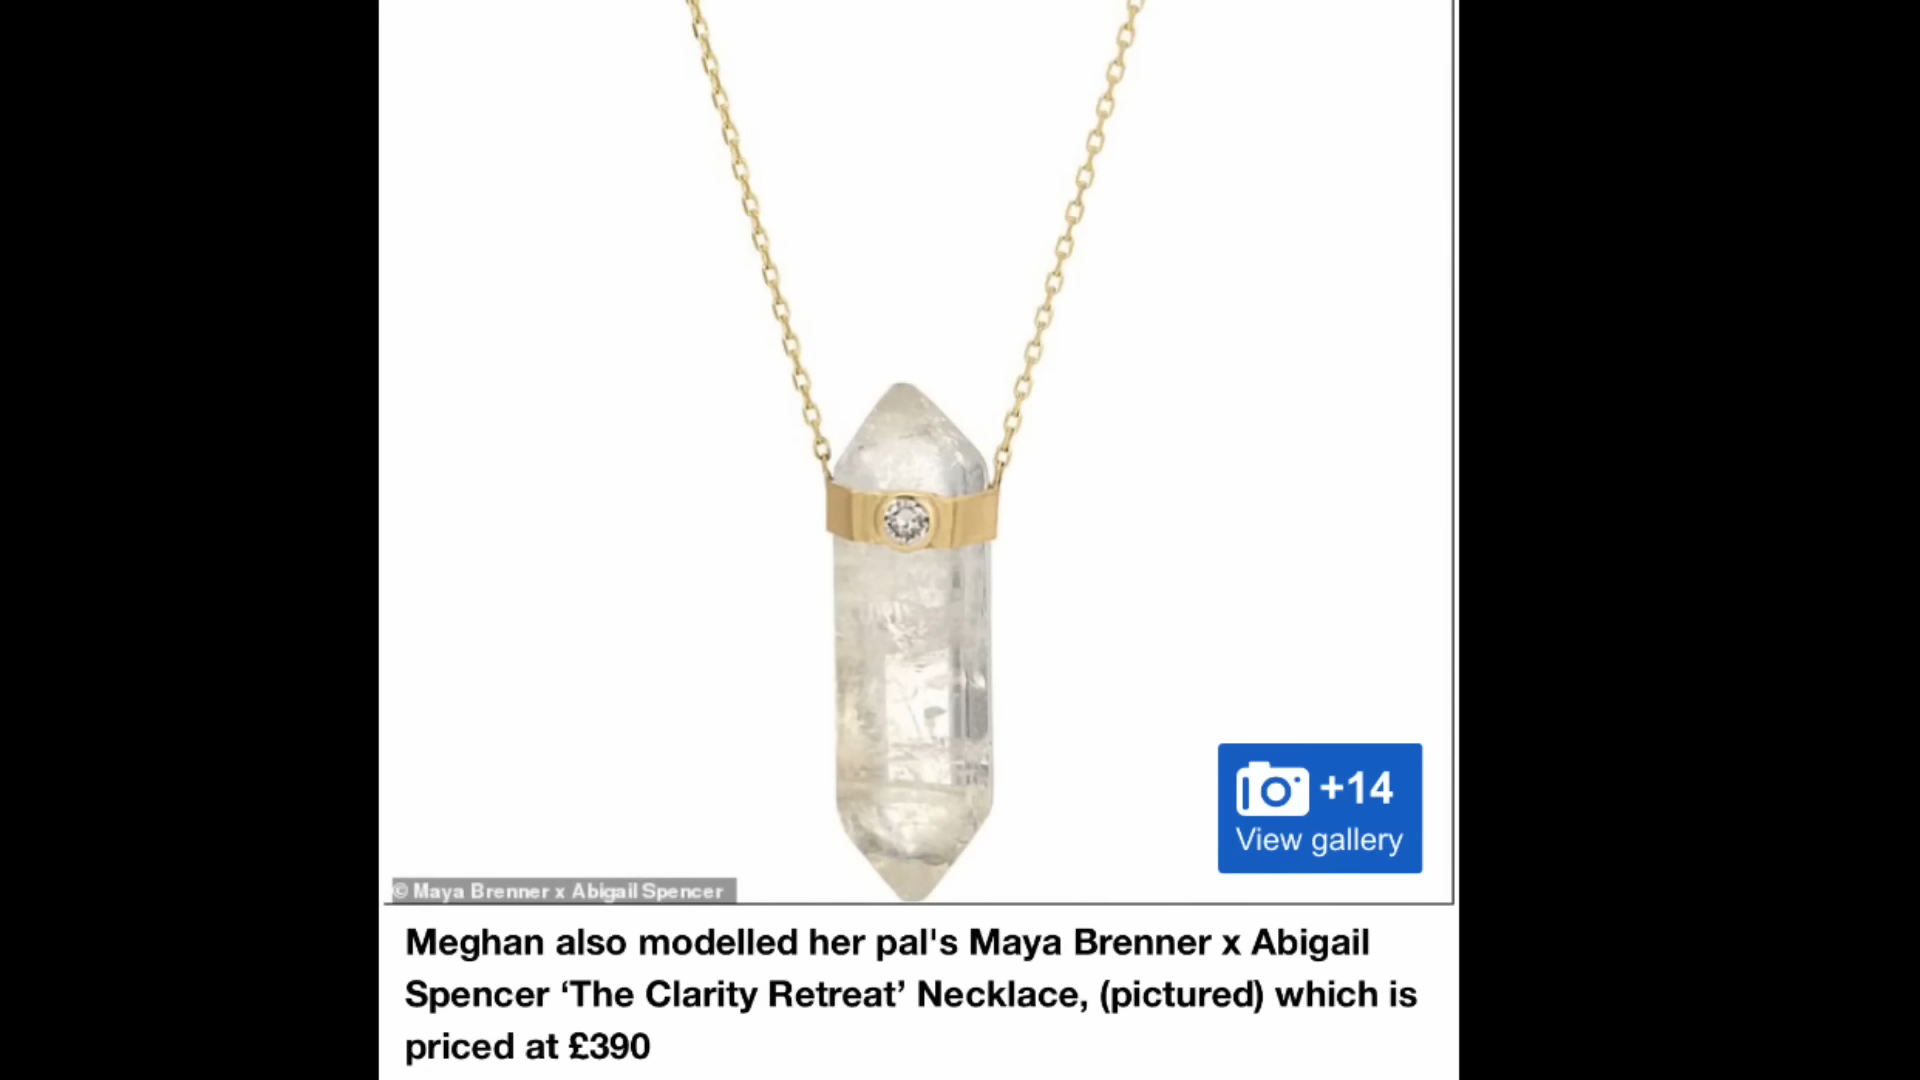 +14
View gallery
© Maya Brenner x Abigail Spencer
Meghan also modelled her pal's Maya Brenner x Abigail
Spencer ‘The Clarity Retreat’ Necklace, (pictured) which is
priced at £390